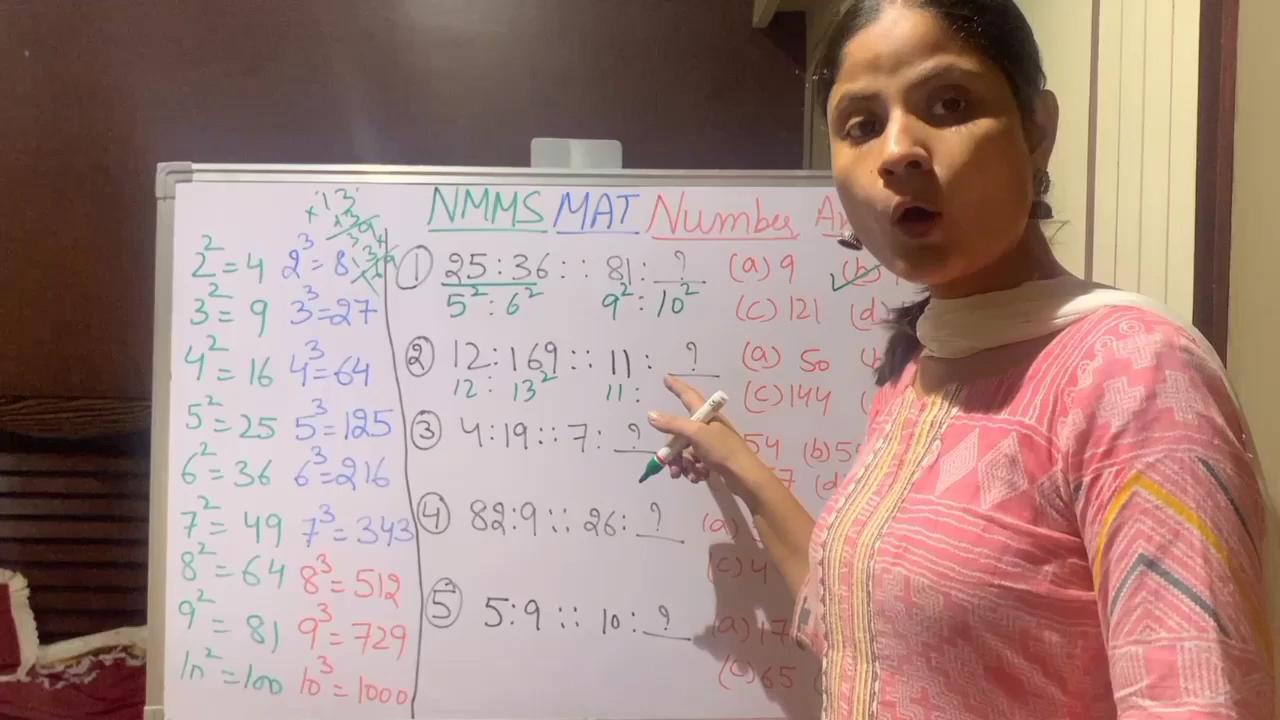 NMMS MAT Number
2² = 4
3² = 9
4² = 16
5² = 25
6² = 36
7² = 49
8² = 64
9² = 81
10² = 100
×13
2³ = 8
3³ = 27
4³ = 64
5³ = 125
6³ = 216
7³ = 343
8³ = 512
9³ = 729
10³ = 1000
① 25 : 36 :: 81 : ?
5² : 6² 9² : 10²
(a) 9 (b)
(c) 121 (d)
② 12 : 169 :: 11 : ?
12 : 13² 11 :
(a) 50
(c) 144
③ 4 : 19 :: 7 : ?
54 (b)
④ 82 : 9 :: 26 : ?
(a)
(c) 4
⑤ 5 : 9 :: 10 : ?
(a) 17
(c) 65